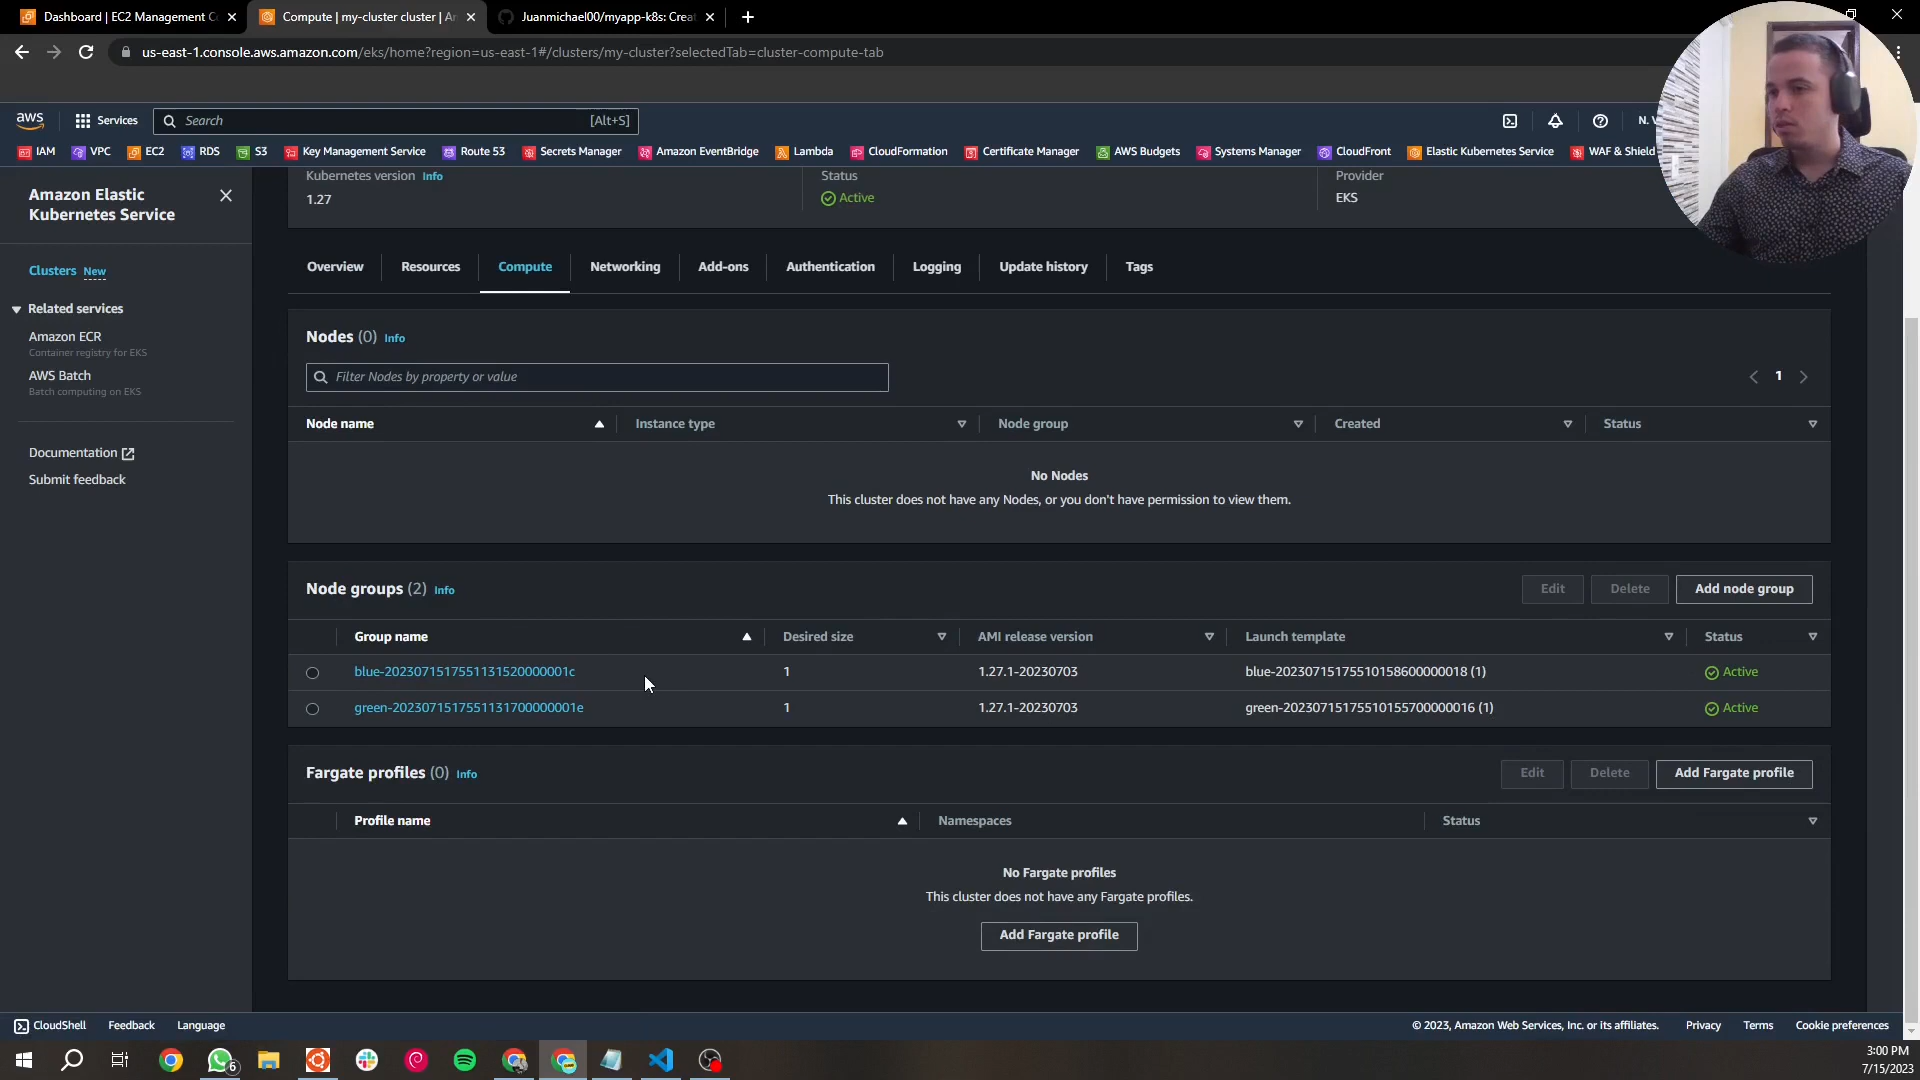 Dashboard | EC2 Management Co
Compute | my-cluster cluster | A
Juanmichael00/myapp-k8s: Creat
us-east-1.console.aws.amazon.com/eks/home?region=us-east-1#/clusters/my-cluster?selectedTab=cluster-compute-tab
aws
Services
Search
[Alt+S]
N. V
IAM
VPC
EC2
RDS
S3
Key Management Service
Route 53
Secrets Manager
Amazon EventBridge
Lambda
CloudFormation
Certificate Manager
AWS Budgets
Systems Manager
CloudFront
Elastic Kubernetes Service
WAF & Shield
Amazon Elastic
Kubernetes Service
Clusters New
Related services
Amazon ECR
Container registry for EKS
AWS Batch
Batch computing on EKS
Documentation
Submit feedback
Kubernetes version Info
1.27
Status
Active
Provider
EKS
Overview
Resources
Compute
Networking
Add-ons
Authentication
Logging
Update history
Tags
Nodes (0) Info
Filter Nodes by property or value
1
Node name
Instance type
Node group
Created
Status
No Nodes
This cluster does not have any Nodes, or you don't have permission to view them.
Node groups (2) Info
Edit
Delete
Add node group
Group name
Desired size
AMI release version
Launch template
Status
blue-2023071517551131520000001c
1
1.27.1-20230703
blue-20230715175510158600000018 (1)
Active
green-2023071517551131700000001e
1
1.27.1-20230703
green-20230715175510155700000016 (1)
Active
Fargate profiles (0) Info
Edit
Delete
Add Fargate profile
Profile name
Namespaces
Status
No Fargate profiles
This cluster does not have any Fargate profiles.
Add Fargate profile
CloudShell
Feedback
Language
© 2023, Amazon Web Services, Inc. or its affiliates.
Privacy
Terms
Cookie preferences
6
3:00 PM
7/15/2023